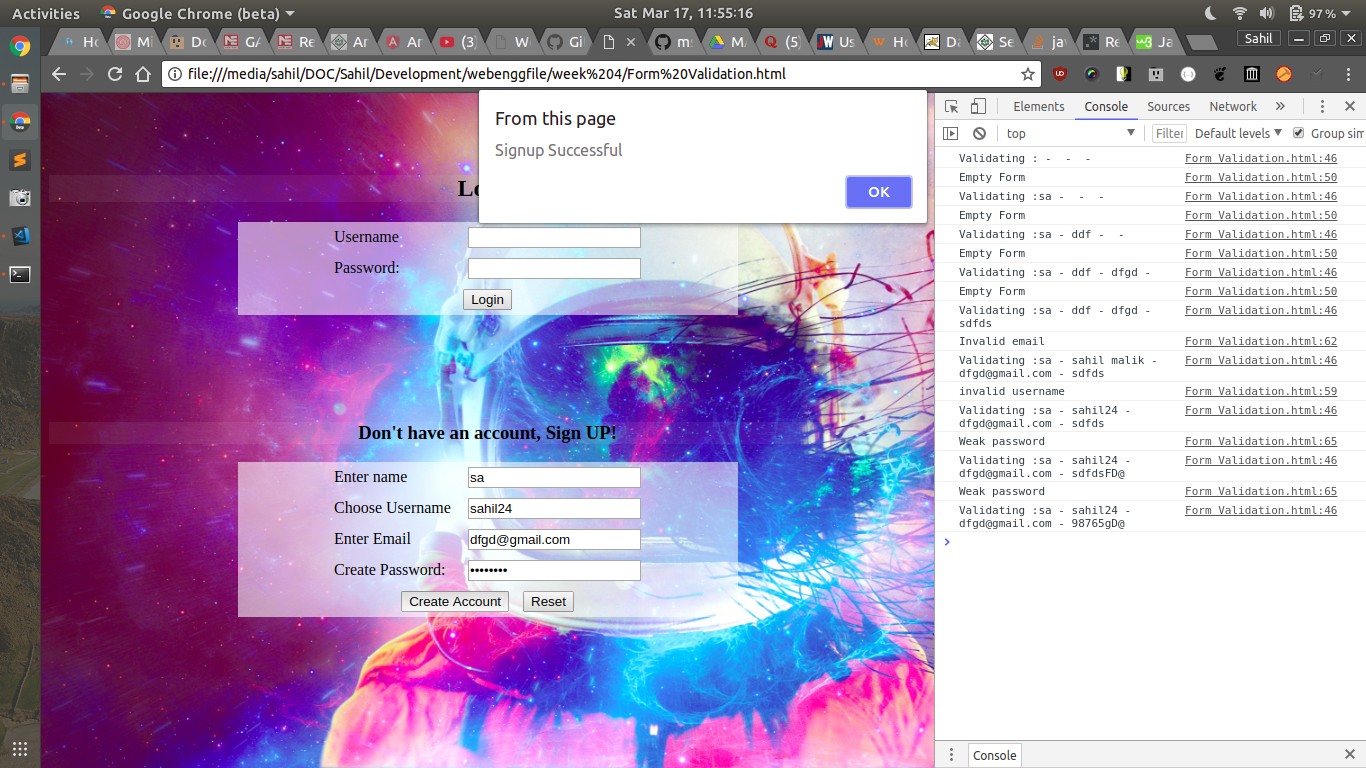 Activities Google Chrome (beta) Sat Mar 17, 11:55:16 97 %
Ho Mi Do GA Re Ar Ar (3) W Gi ms MA Q (5) Us Ho Da Se jav Re Ja Sahil
file:///media/sahil/DOC/Sahil/Development/webenggfile/week%204/Form%20Validation.html
From this page
Signup Successful
OK
Lo
Username
Password:
Login
Don't have an account, Sign UP!
Enter name sa
Choose Username sahil24
Enter Email dfgd@gmail.com
Create Password: ••••••••
Create Account Reset
Elements Console Sources Network »
top Filter Default levels Group sim
Validating : - - - Form Validation.html:46
Empty Form Form Validation.html:50
Validating :sa - - - Form Validation.html:46
Empty Form Form Validation.html:50
Validating :sa - ddf - - Form Validation.html:46
Empty Form Form Validation.html:50
Validating :sa - ddf - dfgd - Form Validation.html:46
Empty Form Form Validation.html:50
Validating :sa - ddf - dfgd - Form Validation.html:46
sdfds
Invalid email Form Validation.html:62
Validating :sa - sahil malik - Form Validation.html:46
dfgd@gmail.com - sdfds
invalid username Form Validation.html:59
Validating :sa - sahil24 - Form Validation.html:46
dfgd@gmail.com - sdfds
Weak password Form Validation.html:65
Validating :sa - sahil24 - Form Validation.html:46
dfgd@gmail.com - sdfdsFD@
Weak password Form Validation.html:65
Validating :sa - sahil24 - Form Validation.html:46
dfgd@gmail.com - 98765gD@
Console